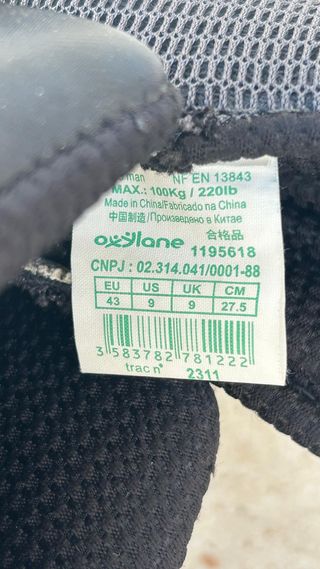 man NF EN 13843
MAX.: 100Kg / 220lb
Made in China/Fabricado na China
中国制造/Произведено в Китае
合格品
oxylane 1195618
CNPJ : 02.314.041/0001-88
EU US UK CM
43 9 9 27.5
3 583782 781222
trac n° 2311